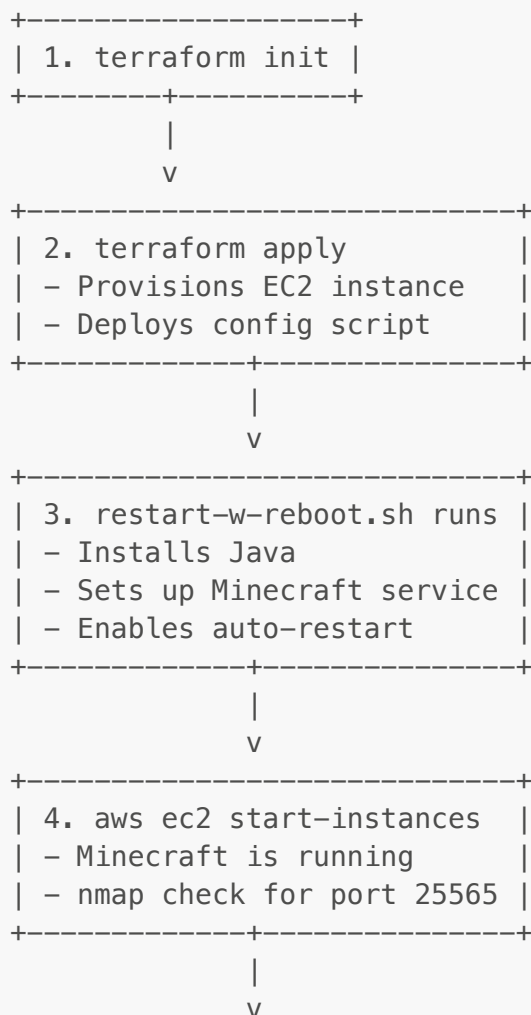 +-------------------+
| 1. terraform init |
+--------+----------+
         |
         v
+-----------------------------+
| 2. terraform apply          |
| - Provisions EC2 instance   |
| - Deploys config script     |
+-------------+---------------+
              |
              v
+-----------------------------+
| 3. restart-w-reboot.sh runs |
| - Installs Java             |
| - Sets up Minecraft service |
| - Enables auto-restart      |
+-------------+---------------+
              |
              v
+-----------------------------+
| 4. aws ec2 start-instances  |
| - Minecraft is running      |
| - nmap check for port 25565 |
+-------------+---------------+
              |
              v